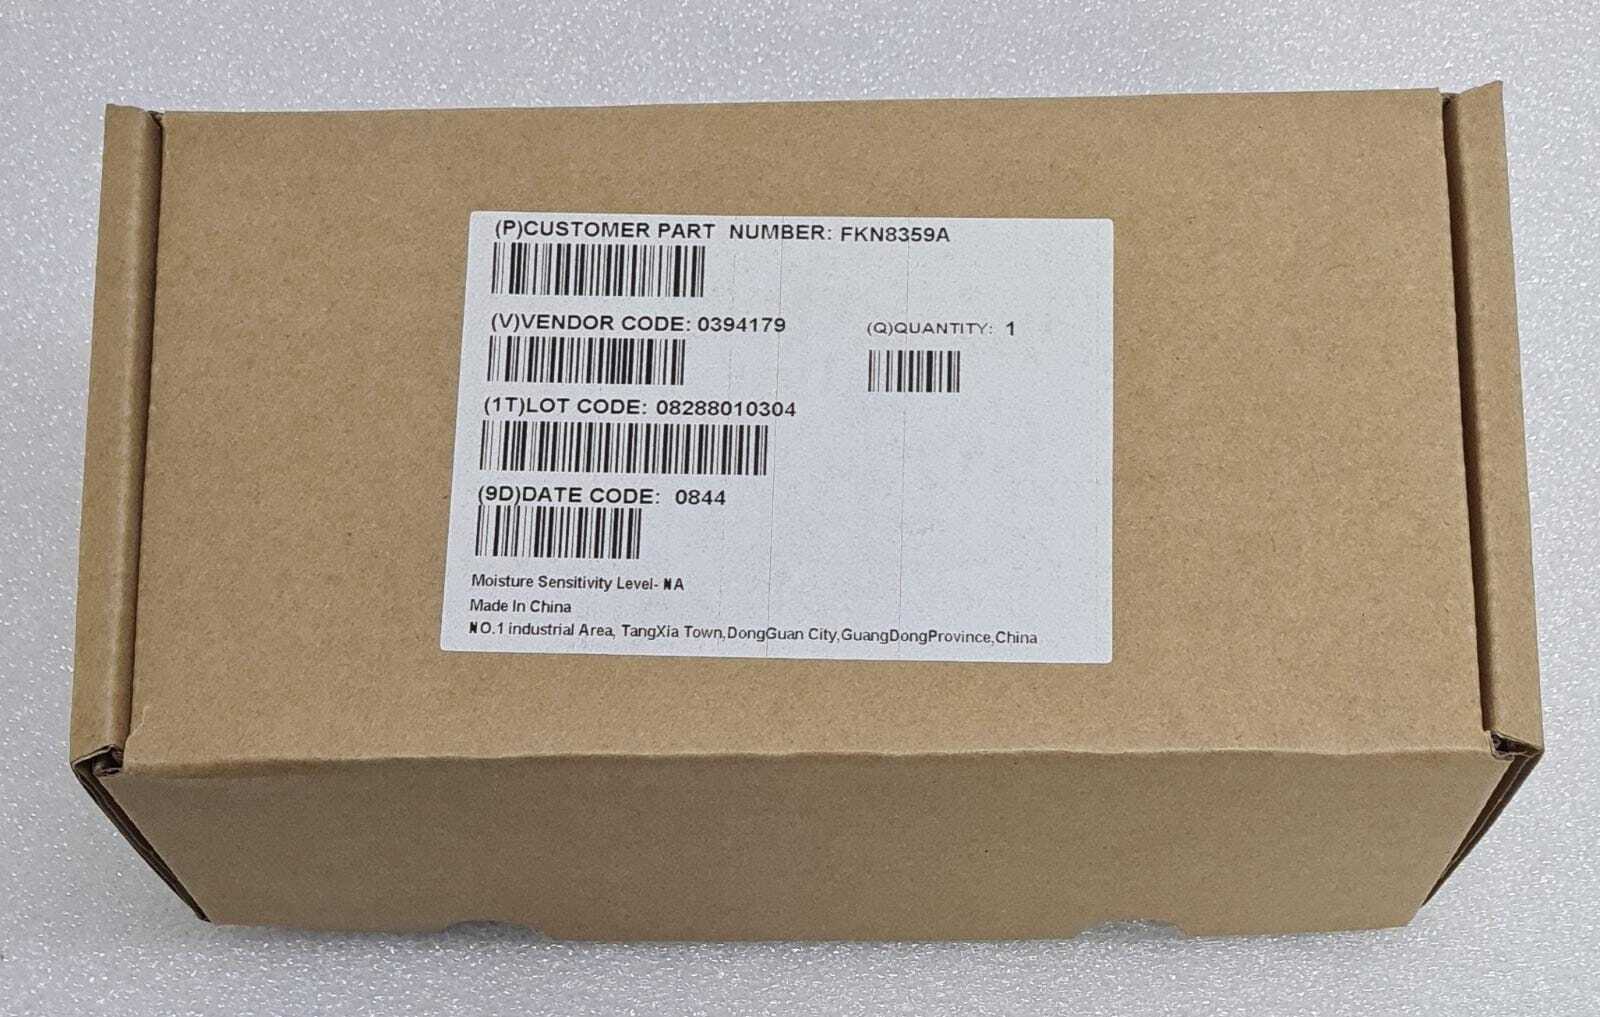 (P)CUSTOMER PART NUMBER: FKN8359A
(V)VENDOR CODE: 0394179
(Q)QUANTITY: 1
(1T)LOT CODE: 08288010304
(9D)DATE CODE: 0844
Moisture Sensitivity Level- NA
Made In China
NO.1 industrial Area, TangXia Town,DongGuan City,GuangDongProvince,China